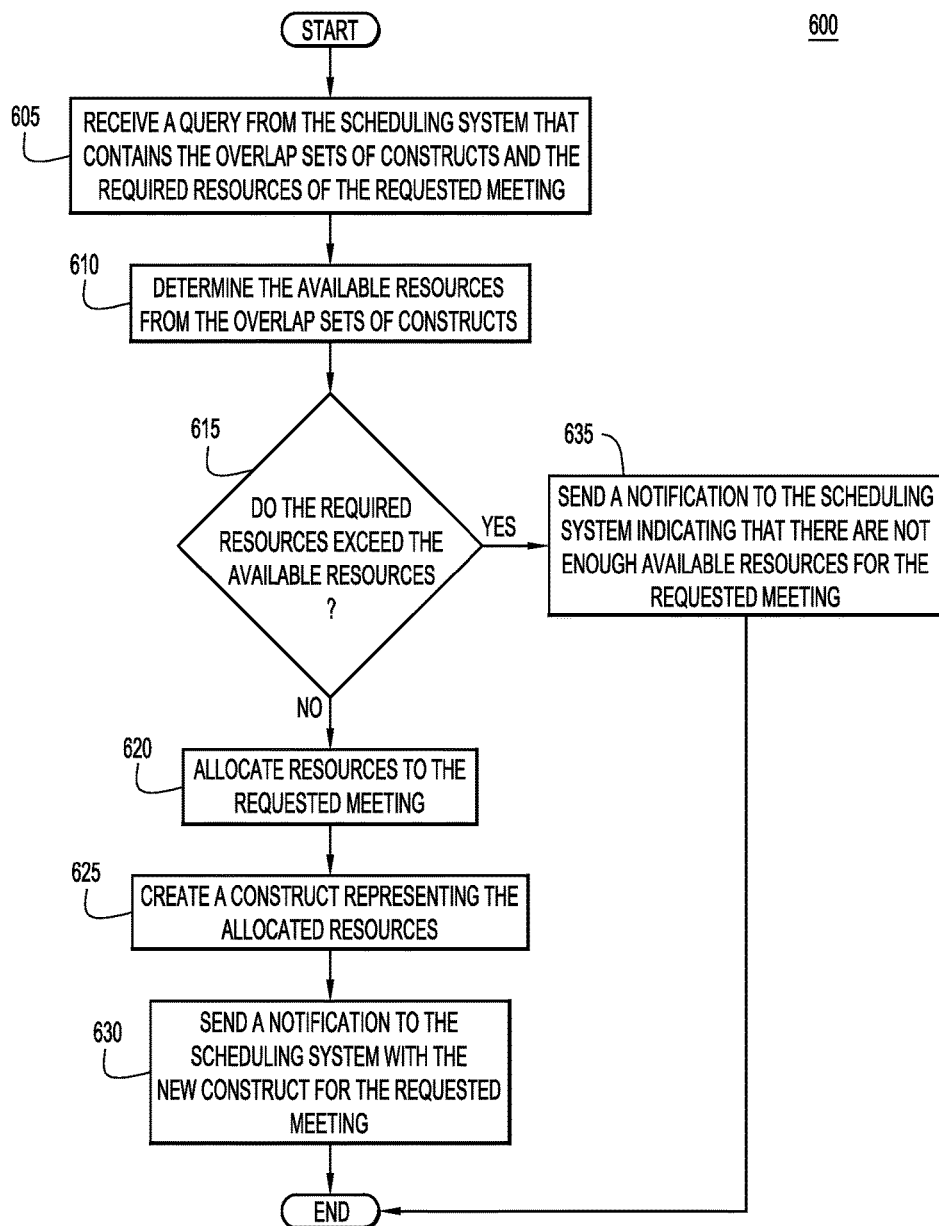 START
600
605
RECEIVE A QUERY FROM THE SCHEDULING SYSTEM THAT
CONTAINS THE OVERLAP SETS OF CONSTRUCTS AND THE
REQUIRED RESOURCES OF THE REQUESTED MEETING
610
DETERMINE THE AVAILABLE RESOURCES
FROM THE OVERLAP SETS OF CONSTRUCTS
615
DO THE REQUIRED
RESOURCES EXCEED THE
AVAILABLE RESOURCES
?
YES
635
SEND A NOTIFICATION TO THE SCHEDULING
SYSTEM INDICATING THAT THERE ARE NOT
ENOUGH AVAILABLE RESOURCES FOR THE
REQUESTED MEETING
NO
620
ALLOCATE RESOURCES TO THE
REQUESTED MEETING
625
CREATE A CONSTRUCT REPRESENTING THE
ALLOCATED RESOURCES
630
SEND A NOTIFICATION TO THE
SCHEDULING SYSTEM WITH THE
NEW CONSTRUCT FOR THE REQUESTED
MEETING
END